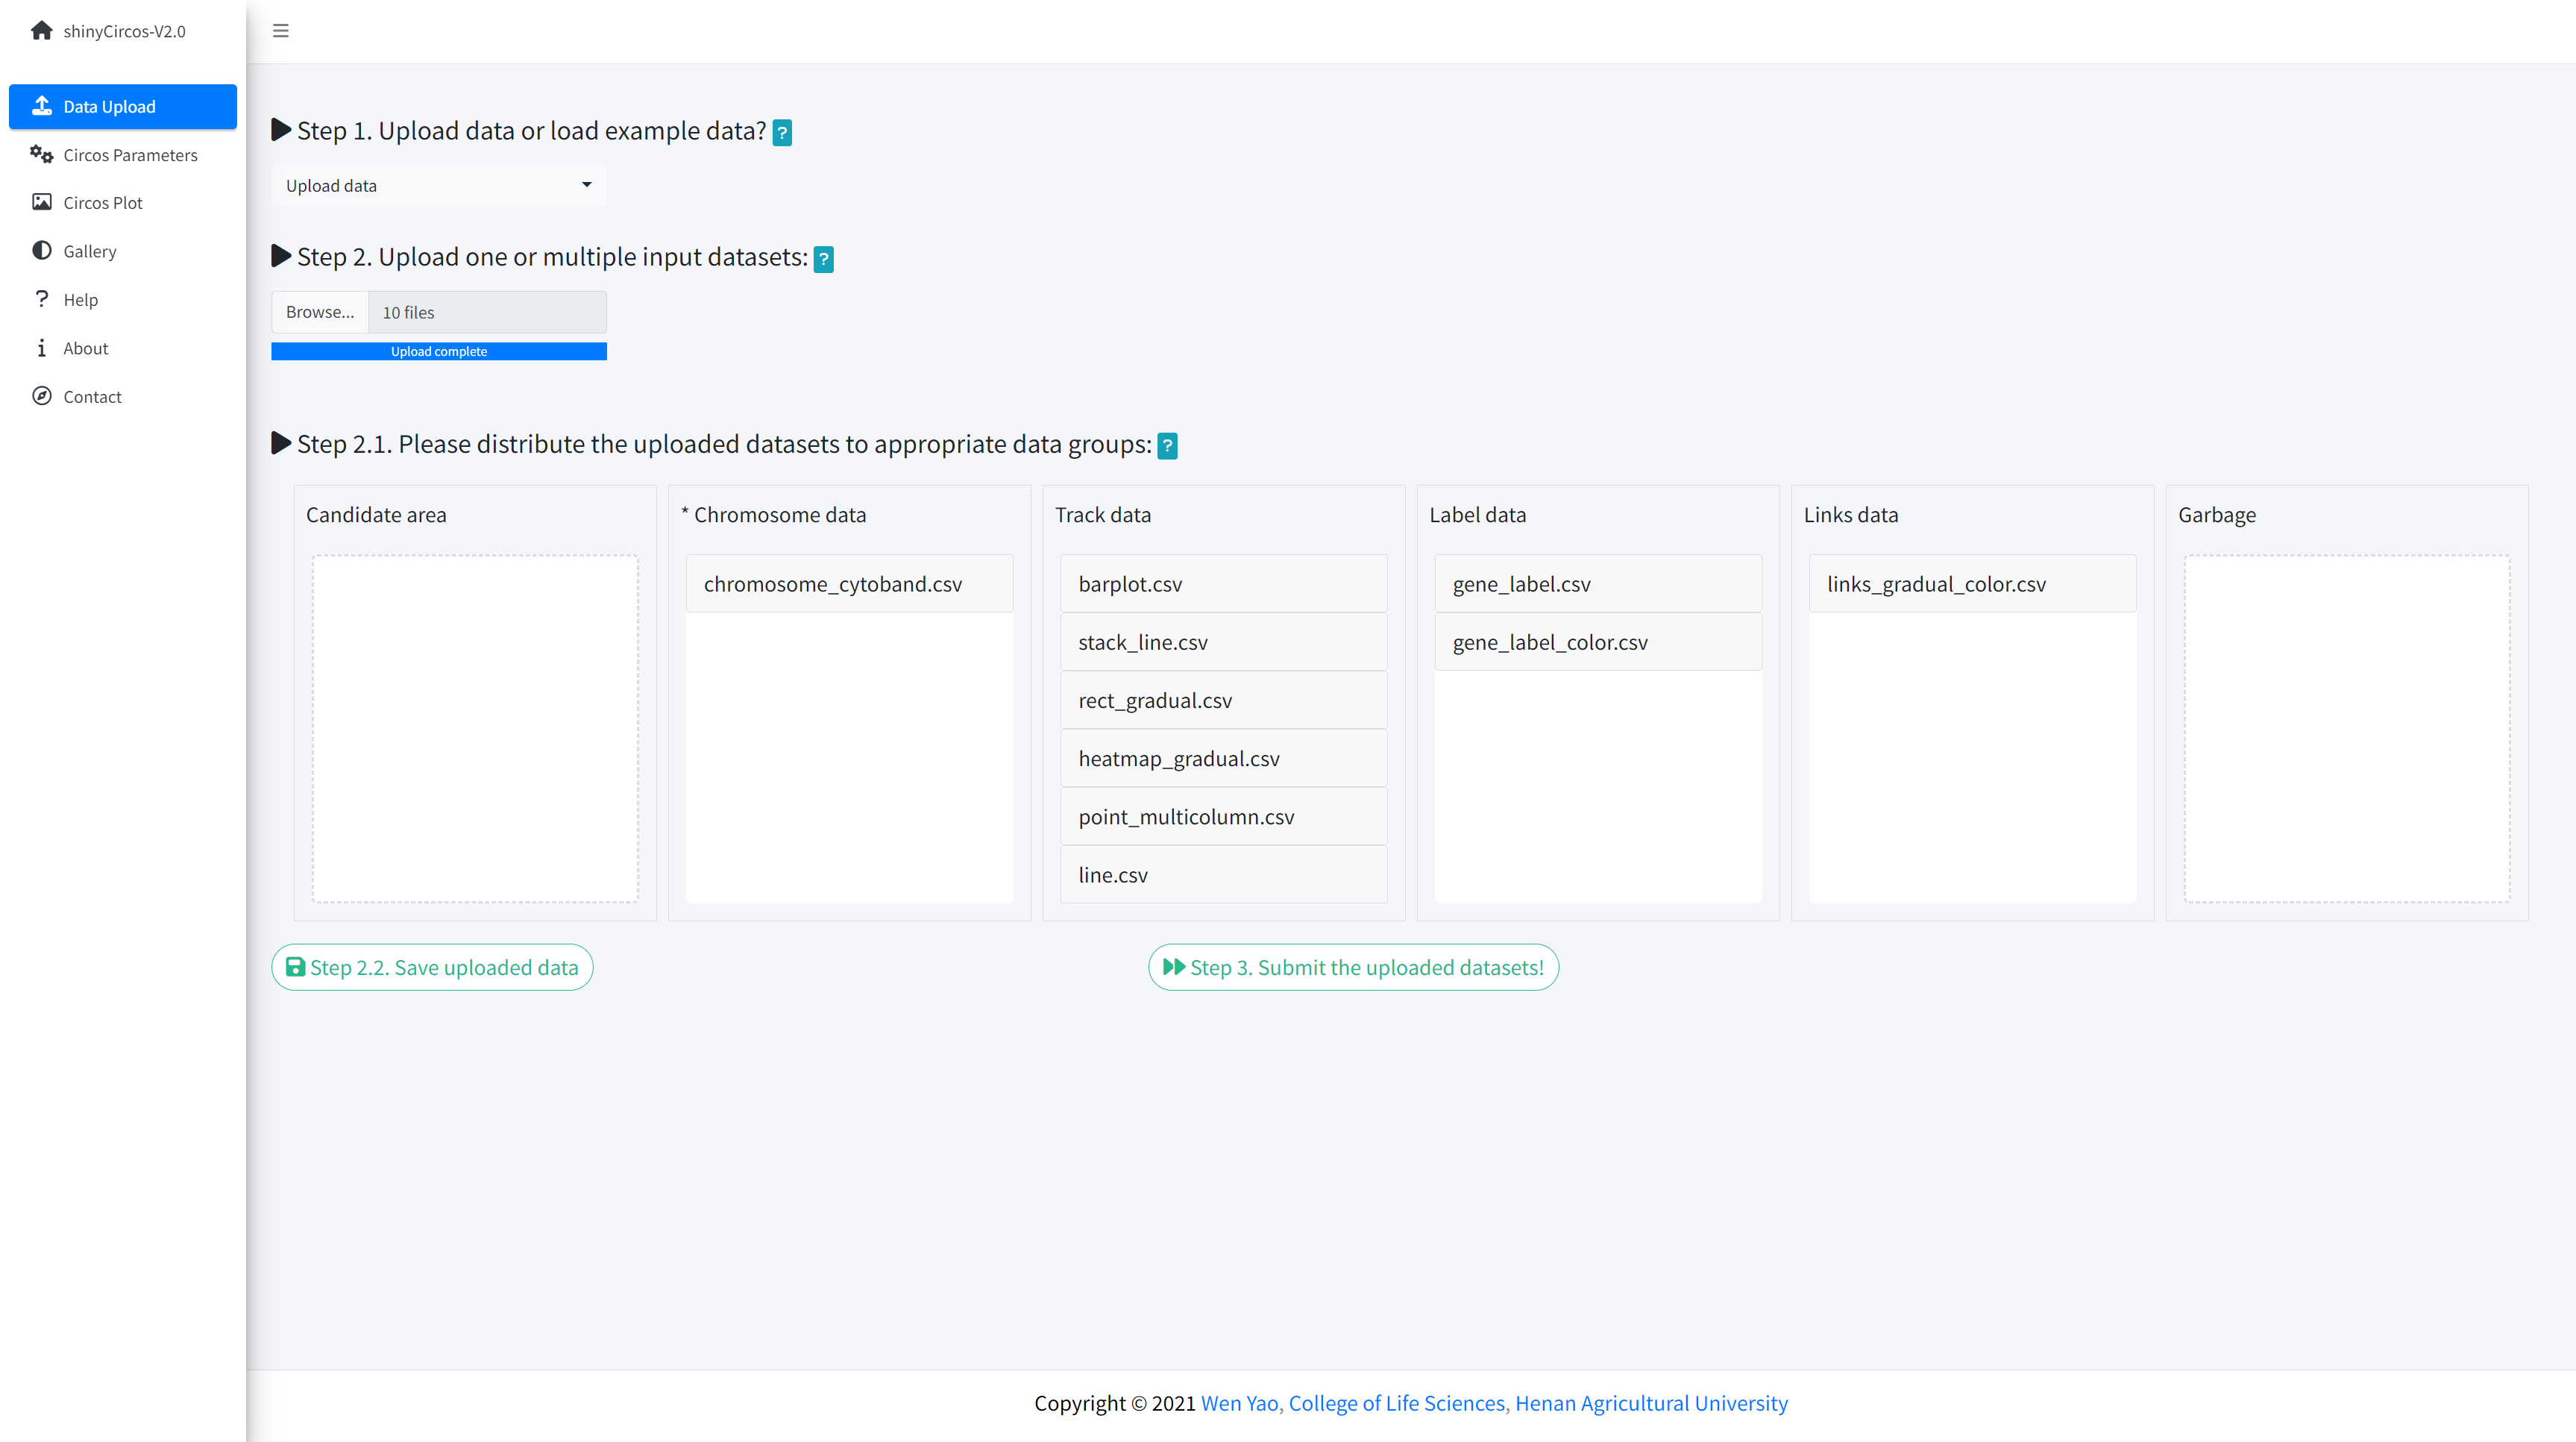 shinyCircos-V2.0
Data Upload
Circos Parameters
Circos Plot
Gallery
Help
About
Contact
Step 1. Upload data or load example data? ?
Upload data
Step 2. Upload one or multiple input datasets: ?
Browse... 10 files
Upload complete
Step 2.1. Please distribute the uploaded datasets to appropriate data groups: ?
Candidate area
* Chromosome data
chromosome_cytoband.csv
Track data
barplot.csv
stack_line.csv
rect_gradual.csv
heatmap_gradual.csv
point_multicolumn.csv
line.csv
Label data
gene_label.csv
gene_label_color.csv
Links data
links_gradual_color.csv
Garbage
Step 2.2. Save uploaded data
Step 3. Submit the uploaded datasets!
Copyright © 2021 Wen Yao, College of Life Sciences, Henan Agricultural University